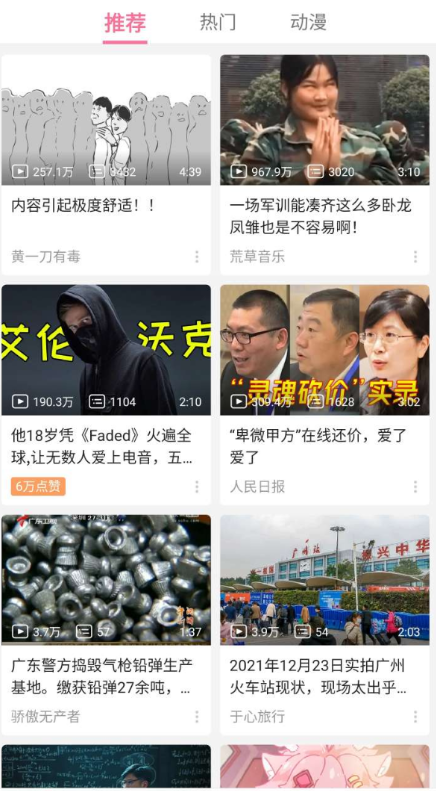 推荐 热门 动漫
257.1万 3432 4:39
967.9万 3020 3:10
内容引起极度舒适！！
一场军训能凑齐这么多卧龙
凤雏也是不容易啊！
黄一刀有毒
荒草音乐
艾伦 沃克
190.3万 1104 2:10
“灵魂砍价”实录
309.4万 1628 3:02
他18岁凭《Faded》火遍全
球,让无数人爱上电音，五...
6万点赞
“卑微甲方”在线还价，爱了
爱了
人民日报
广东卫视
3.7万 57 1:37
广州站
振兴中华
3.9万 54 2:03
广东警方捣毁气枪铅弹生产
基地。缴获铅弹27余吨，...
骄傲无产者
2021年12月23日实拍广州
火车站现状，现场太出乎...
于心旅行